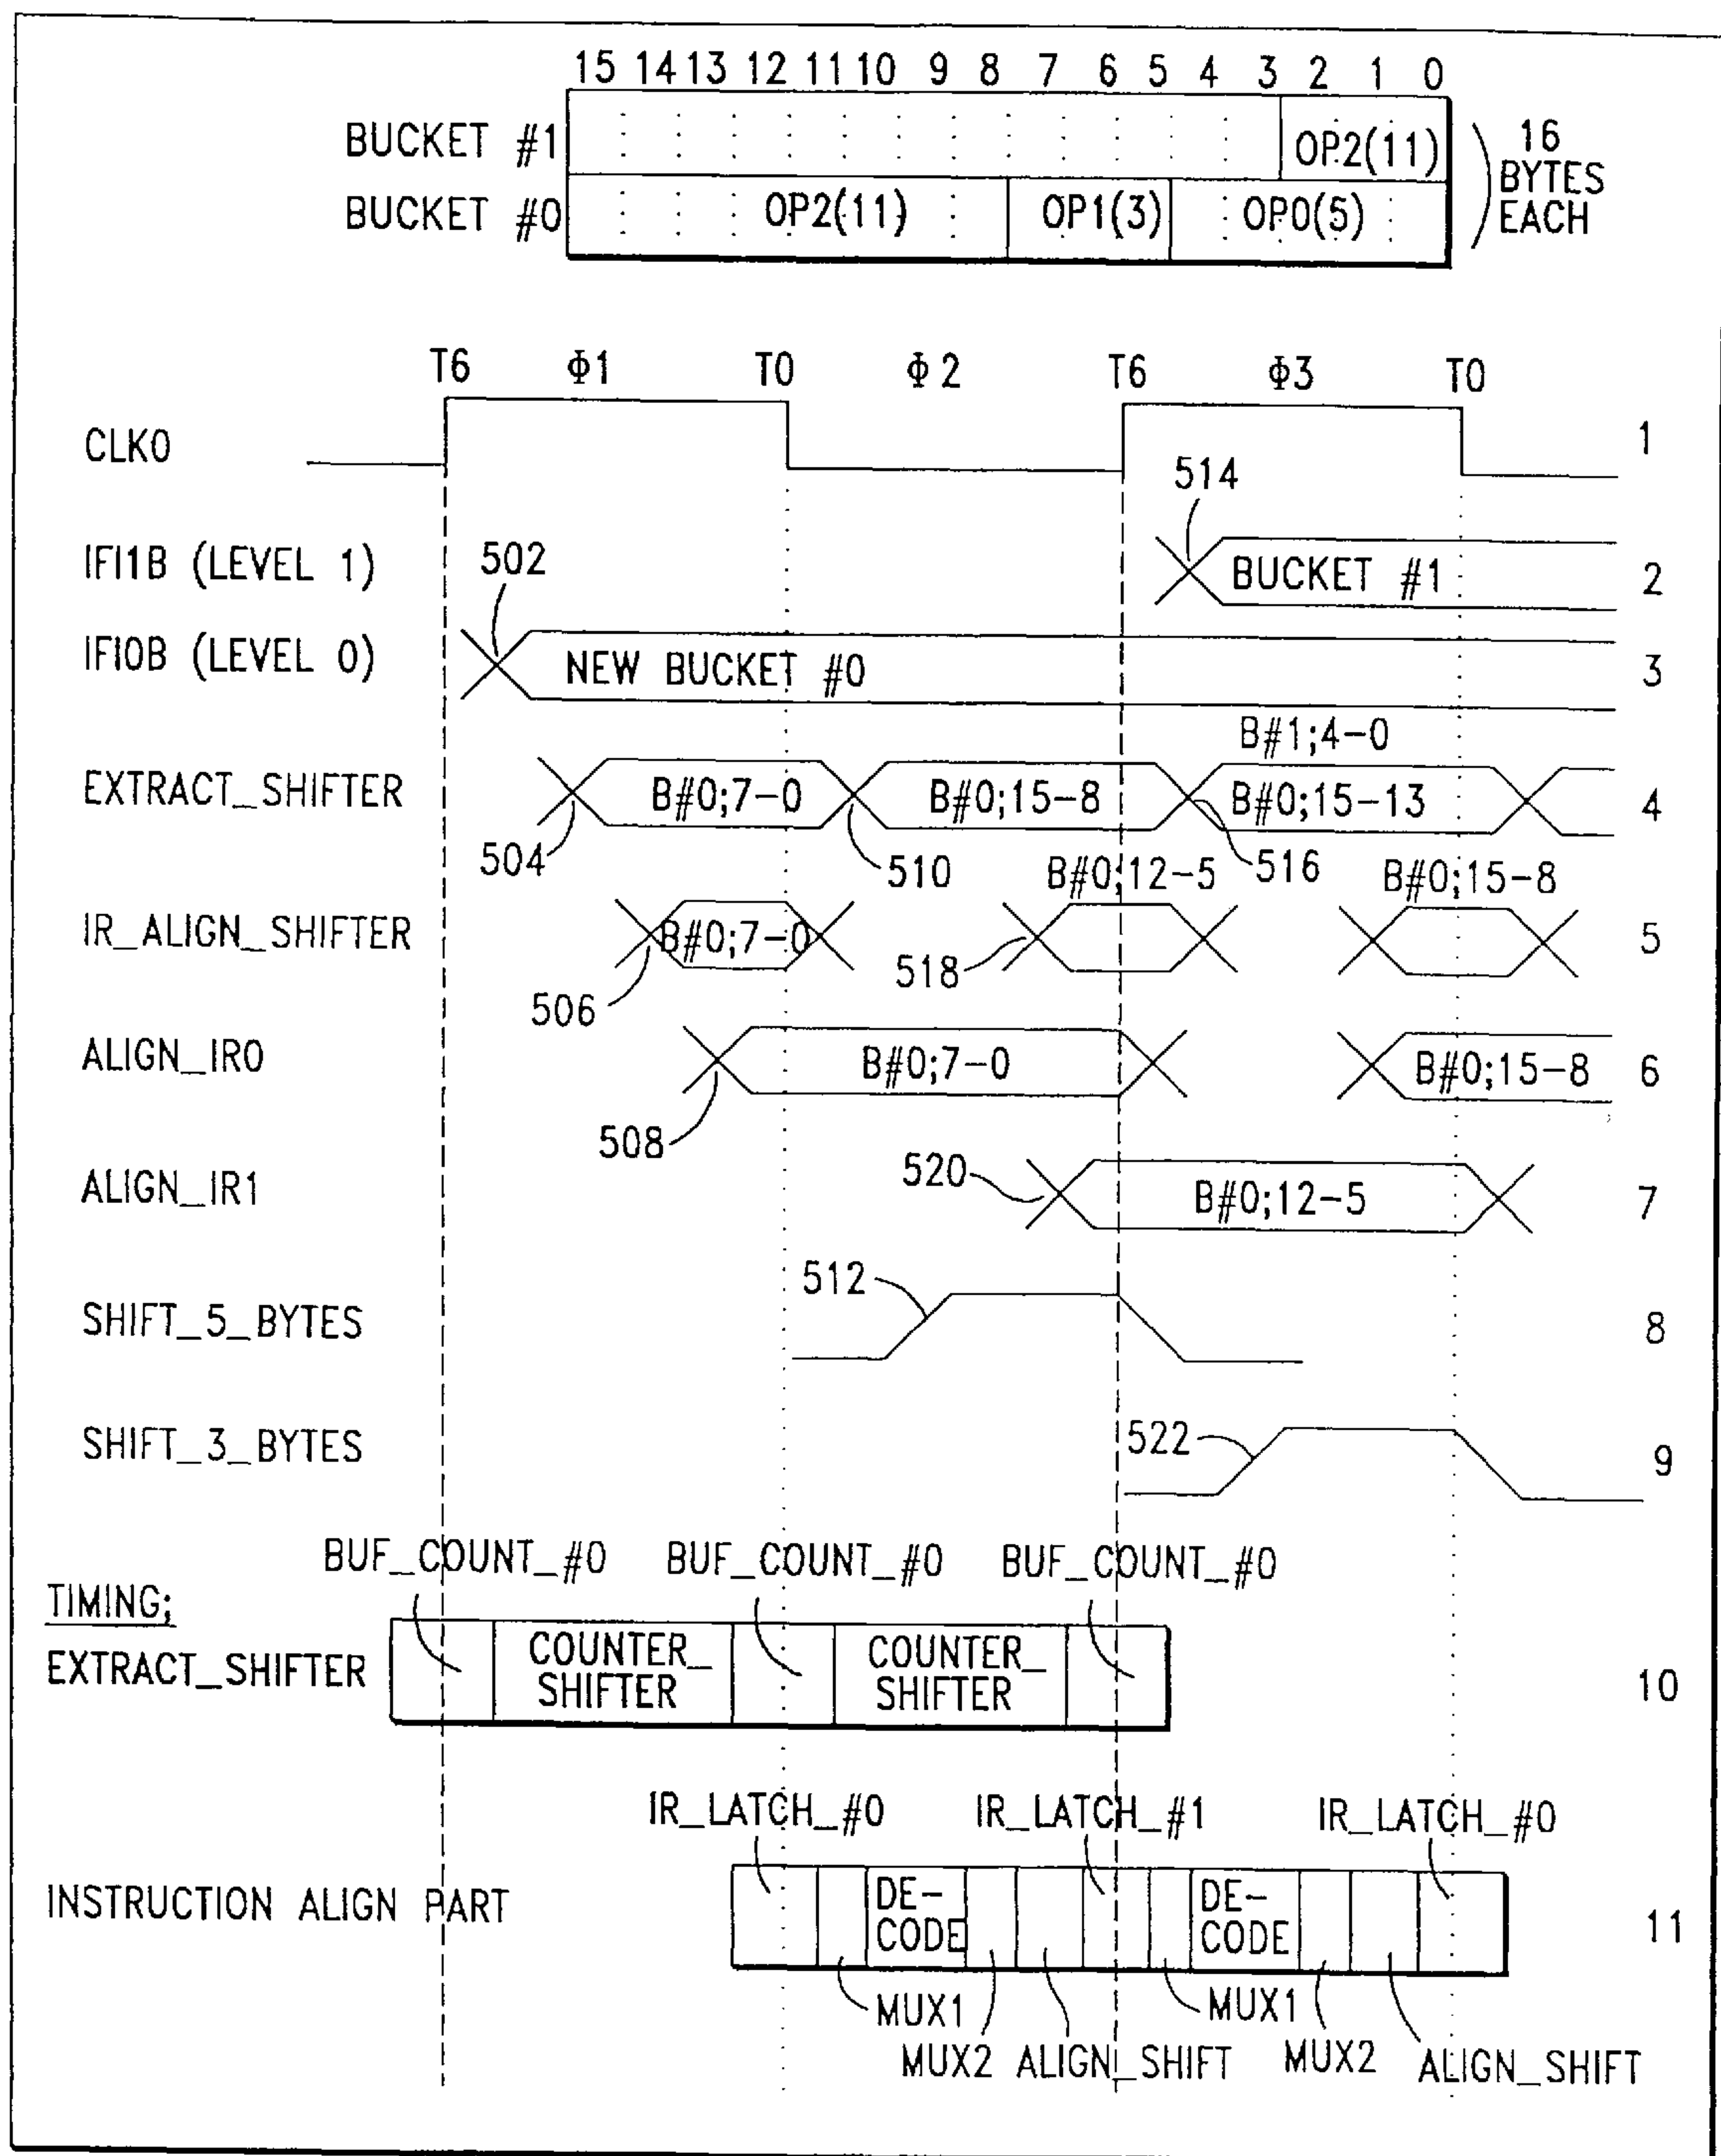 15 14 13 12 11 10 9 8 7 6 5 4 3 2 1 0
BUCKET #1
OP2(11)
BUCKET #0
OP2(11)
OP1(3)
OP0(5)
16
BYTES
EACH
T6
Φ1
T0
Φ2
T6
Φ3
T0
CLK0
1
IFI1B (LEVEL 1)
502
514
BUCKET #1
2
IFI0B (LEVEL 0)
NEW BUCKET #0
3
B#1;4-0
EXTRACT_SHIFTER
B#0;7-0
B#0;15-8
B#0;15-13
4
504
510
516
B#0;12-5
B#0;15-8
IR_ALIGN_SHIFTER
B#0;7-0
518
5
506
ALIGN_IR0
B#0;7-0
B#0;15-8
6
508
ALIGN_IR1
520
B#0;12-5
7
512
SHIFT_5_BYTES
8
SHIFT_3_BYTES
522
9
BUF_COUNT_#0
BUF_COUNT_#0
BUF_COUNT_#0
TIMING;
EXTRACT_SHIFTER
COUNTER_
SHIFTER
COUNTER_
SHIFTER
10
IR_LATCH_#0
IR_LATCH_#1
IR_LATCH_#0
INSTRUCTION ALIGN PART
DE-
CODE
DE-
CODE
11
MUX1
MUX1
MUX2
ALIGN_SHIFT
MUX2
ALIGN_SHIFT